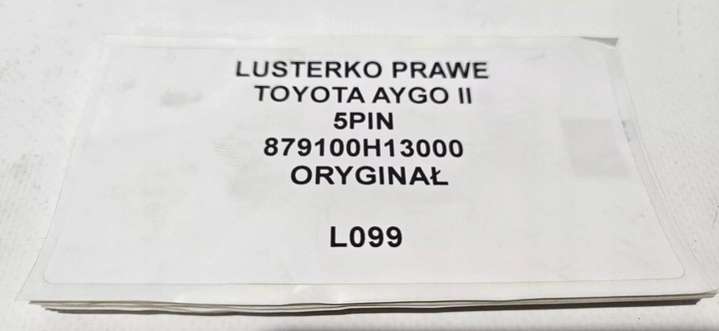 LUSTERKO PRAWE
TOYOTA AYGO II
5PIN
879100H13000
ORYGINAŁ
L099